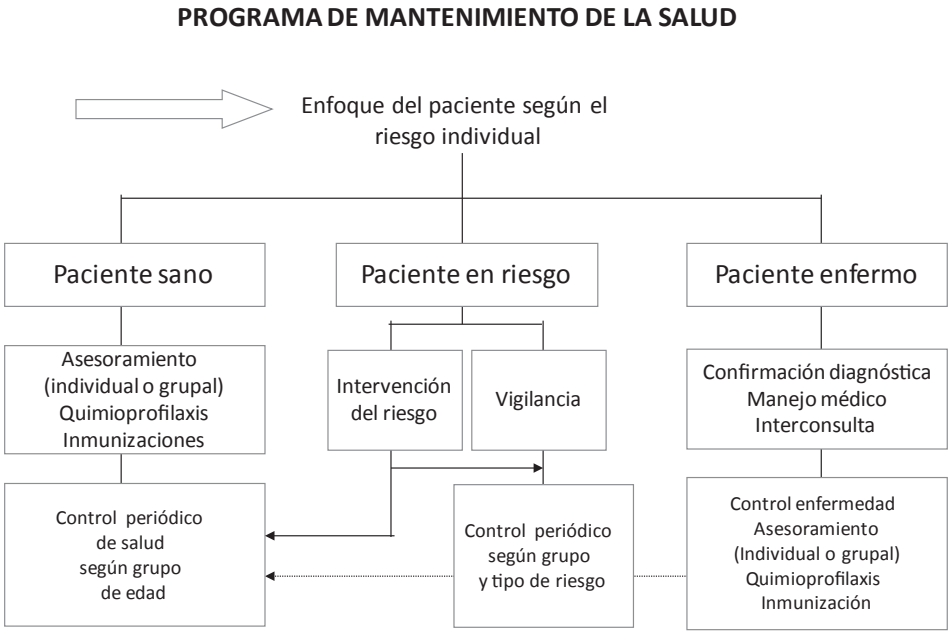 PROGRAMA DE MANTENIMIENTO DE LA SALUD
Enfoque del paciente según el
riesgo individual
Paciente sano
Paciente en riesgo
Paciente enfermo
Asesoramiento
(individual o grupal)
Quimioprofilaxis
Inmunizaciones
Intervención
del riesgo
Vigilancia
Confirmación diagnóstica
Manejo médico
Interconsulta
Control periódico
de salud
según grupo
de edad
Control periódico
según grupo
y tipo de riesgo
Control enfermedad
Asesoramiento
(Individual o grupal)
Quimioprofilaxis
Inmunización